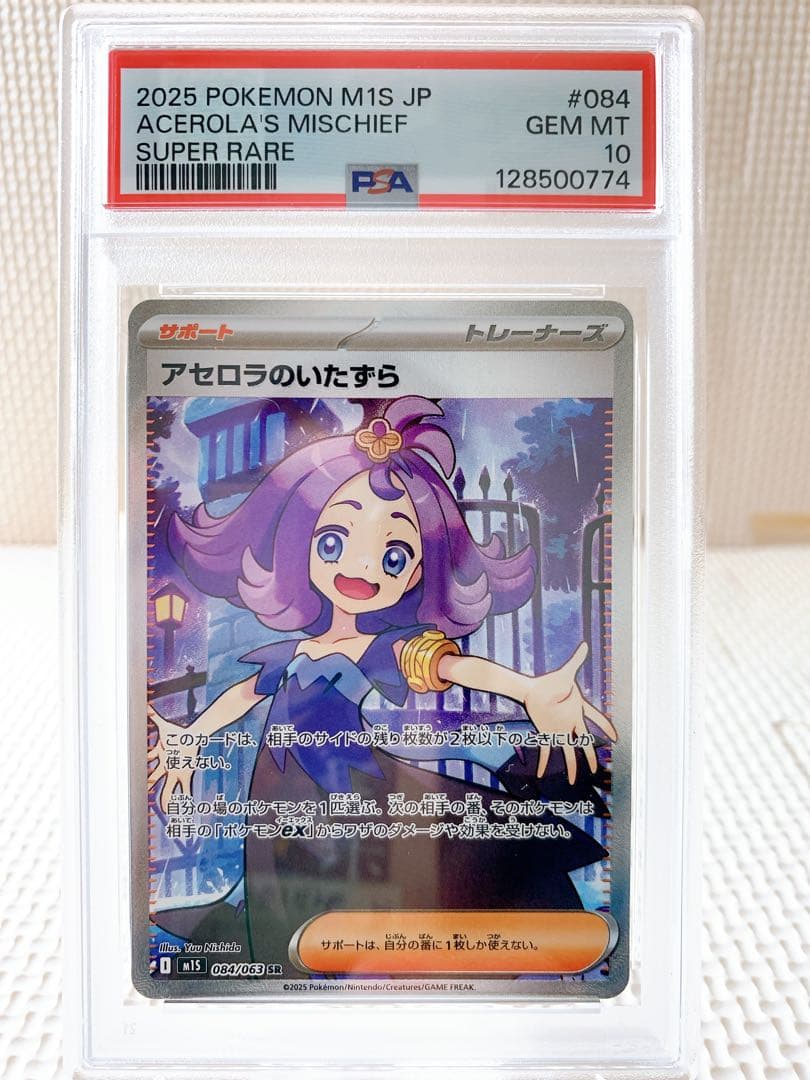 2025 POKEMON M1S JP #084
ACEROLA'S MISCHIEF GEM MT
SUPER RARE 10
PSA 128500774
サポート トレーナーズ
アセロラのいたずら
このカードは、相手のサイドの残り枚数が2枚以下のときにしか
使えない。
自分の場のポケモンを1匹選ぶ。次の相手の番、そのポケモンは
相手の「ポケモンex」からワザのダメージや効果を受けない。
サポートは、自分の番に1枚しか使えない。
Illus. Yuu Nishida
I M1S 084/063 SR
©2025 Pokémon/Nintendo/Creatures/GAME FREAK.